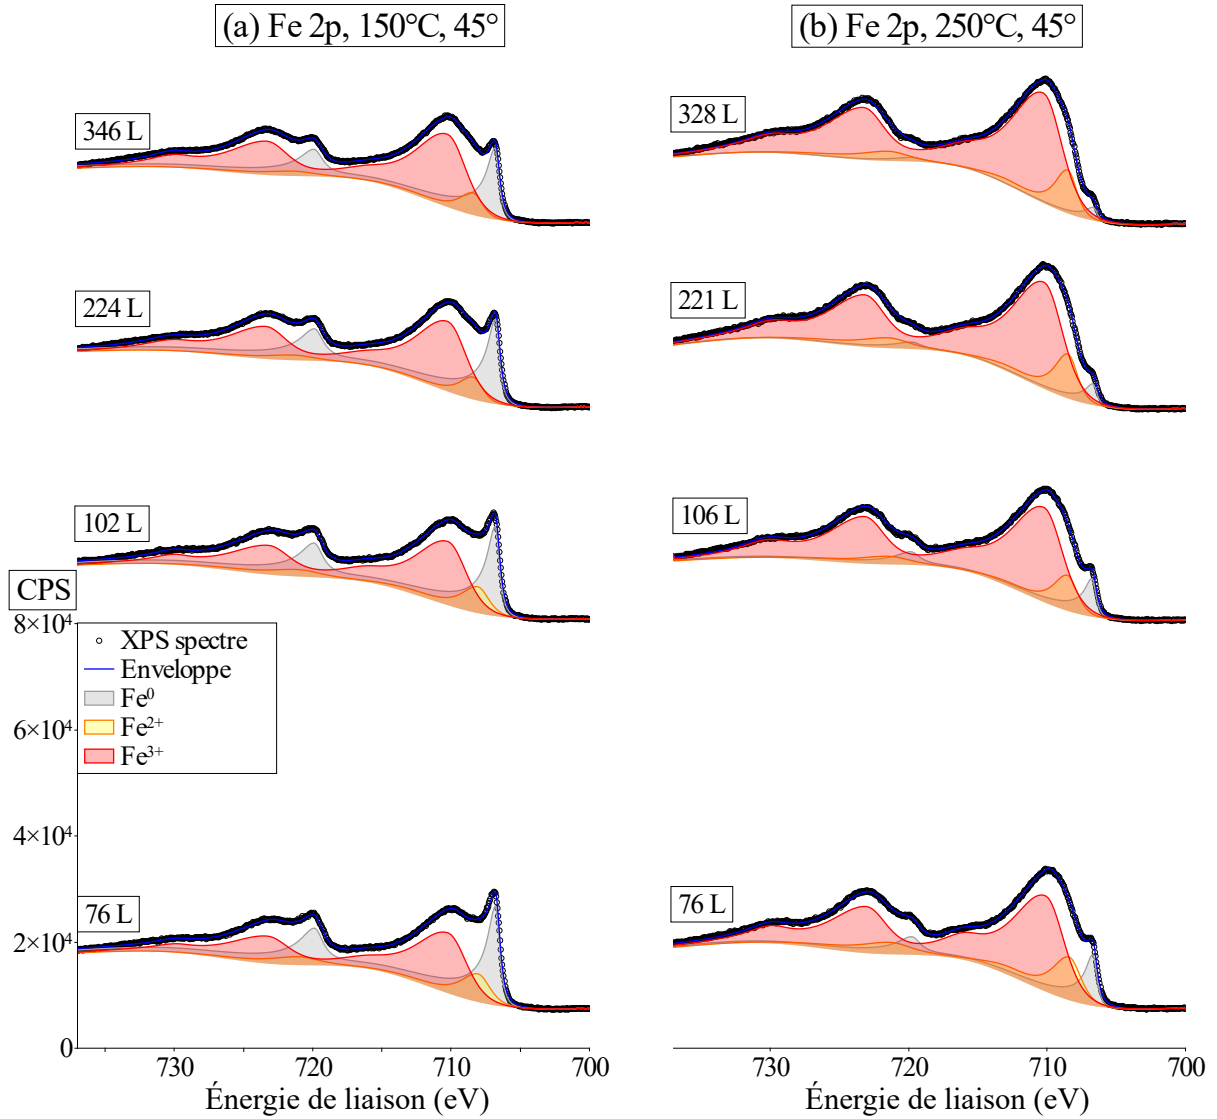 (a) Fe 2p, 150°C, 45°
(b) Fe 2p, 250°C, 45°
346 L
328 L
224 L
221 L
102 L
106 L
CPS
8×10⁴
XPS spectre
Enveloppe
Fe⁰
Fe²⁺
Fe³⁺
6×10⁴
4×10⁴
76 L
76 L
2×10⁴
0
730 720 710 700
730 720 710 700
Énergie de liaison (eV)
Énergie de liaison (eV)